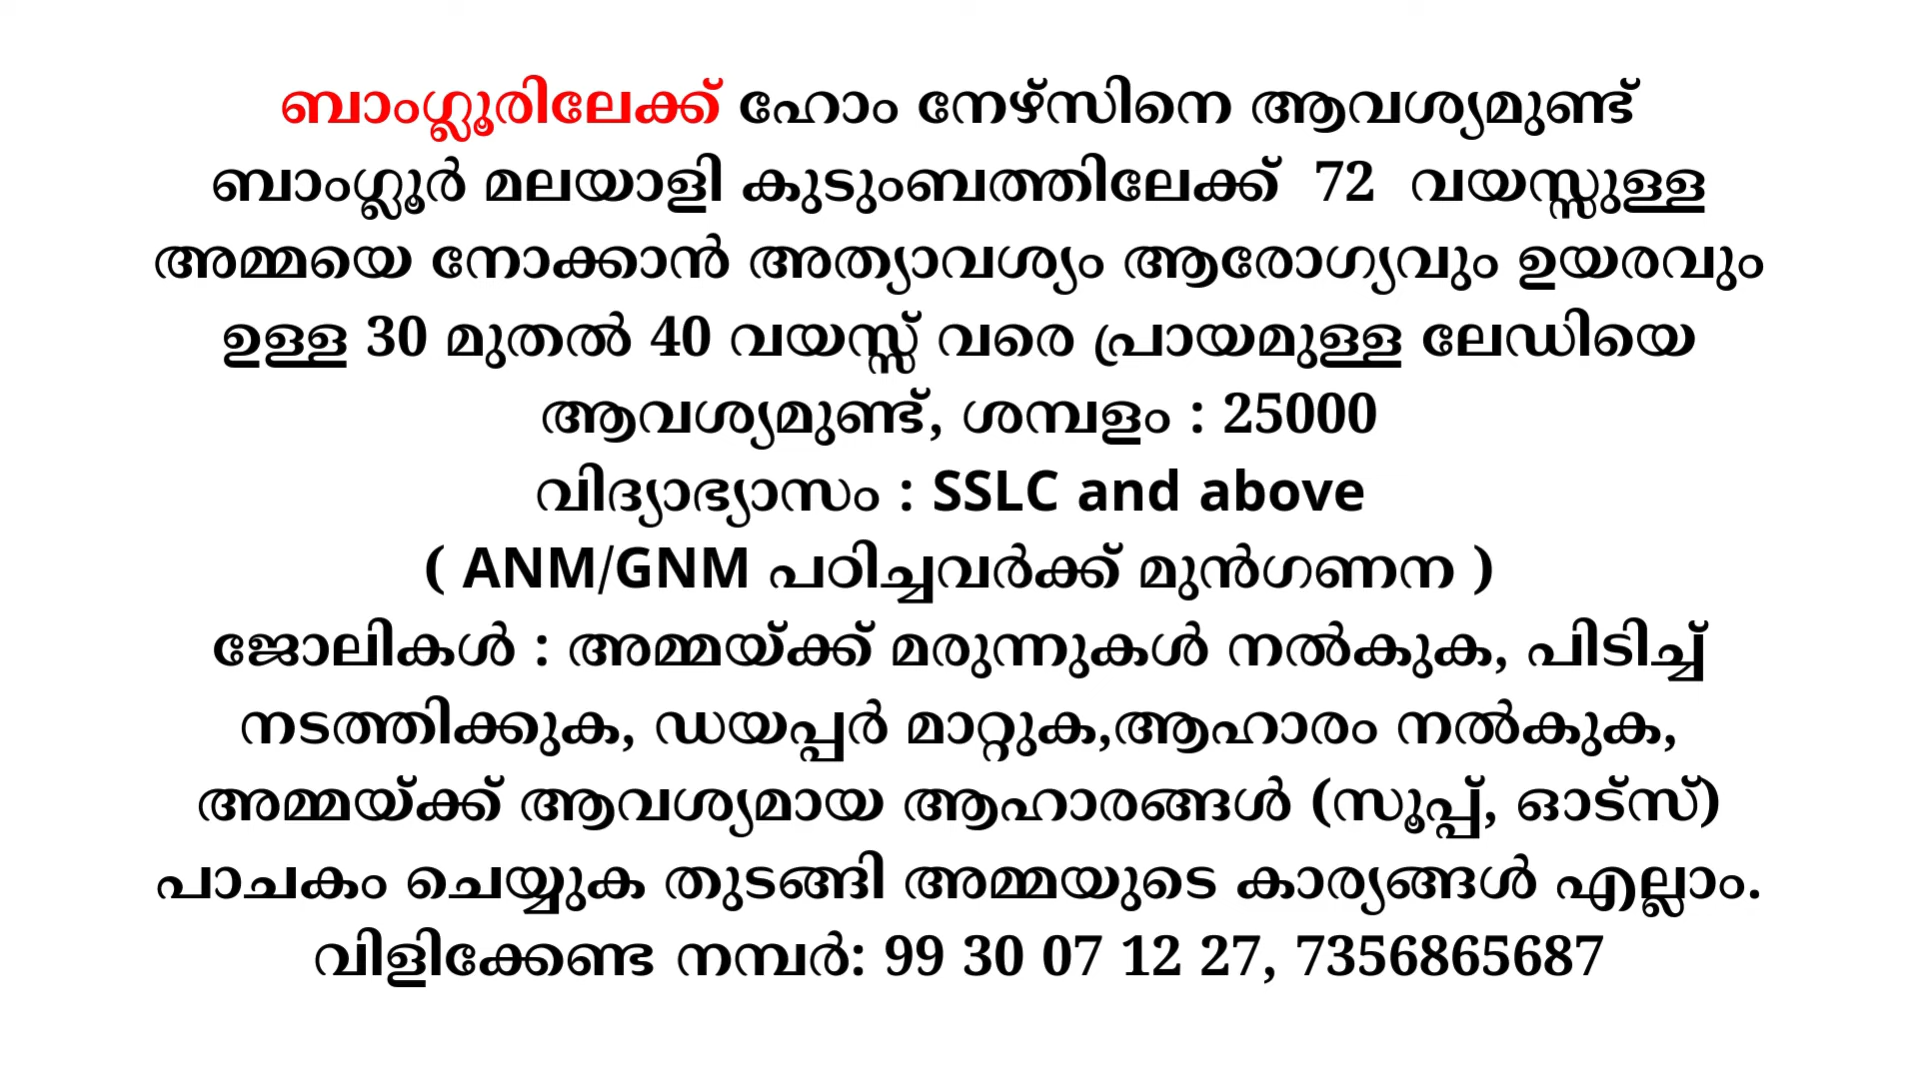 ബാംഗ്ലൂരിലേക്ക് ഹോം നേഴ്സിനെ ആവശ്യമുണ്ട്
ബാംഗ്ലൂർ മലയാളി കുടുംബത്തിലേക്ക് 72 വയസ്സുള്ള
അമ്മയെ നോക്കാൻ അത്യാവശ്യം ആരോഗ്യവും ഉയരവും
ഉള്ള 30 മുതൽ 40 വയസ്സ് വരെ പ്രായമുള്ള ലേഡിയെ
ആവശ്യമുണ്ട്, ശമ്പളം : 25000
വിദ്യാഭ്യാസം : SSLC and above
( ANM/GNM പഠിച്ചവർക്ക് മുൻഗണന )
ജോലികൾ : അമ്മയ്ക്ക് മരുന്നുകൾ നൽകുക, പിടിച്ച്
നടത്തിക്കുക, ഡയപ്പർ മാറ്റുക,ആഹാരം നൽകുക,
അമ്മയ്ക്ക് ആവശ്യമായ ആഹാരങ്ങൾ (സൂപ്പ്, ഓട്സ്)
പാചകം ചെയ്യുക തുടങ്ങി അമ്മയുടെ കാര്യങ്ങൾ എല്ലാം.
വിളിക്കേണ്ട നമ്പർ: 99 30 07 12 27, 7356865687